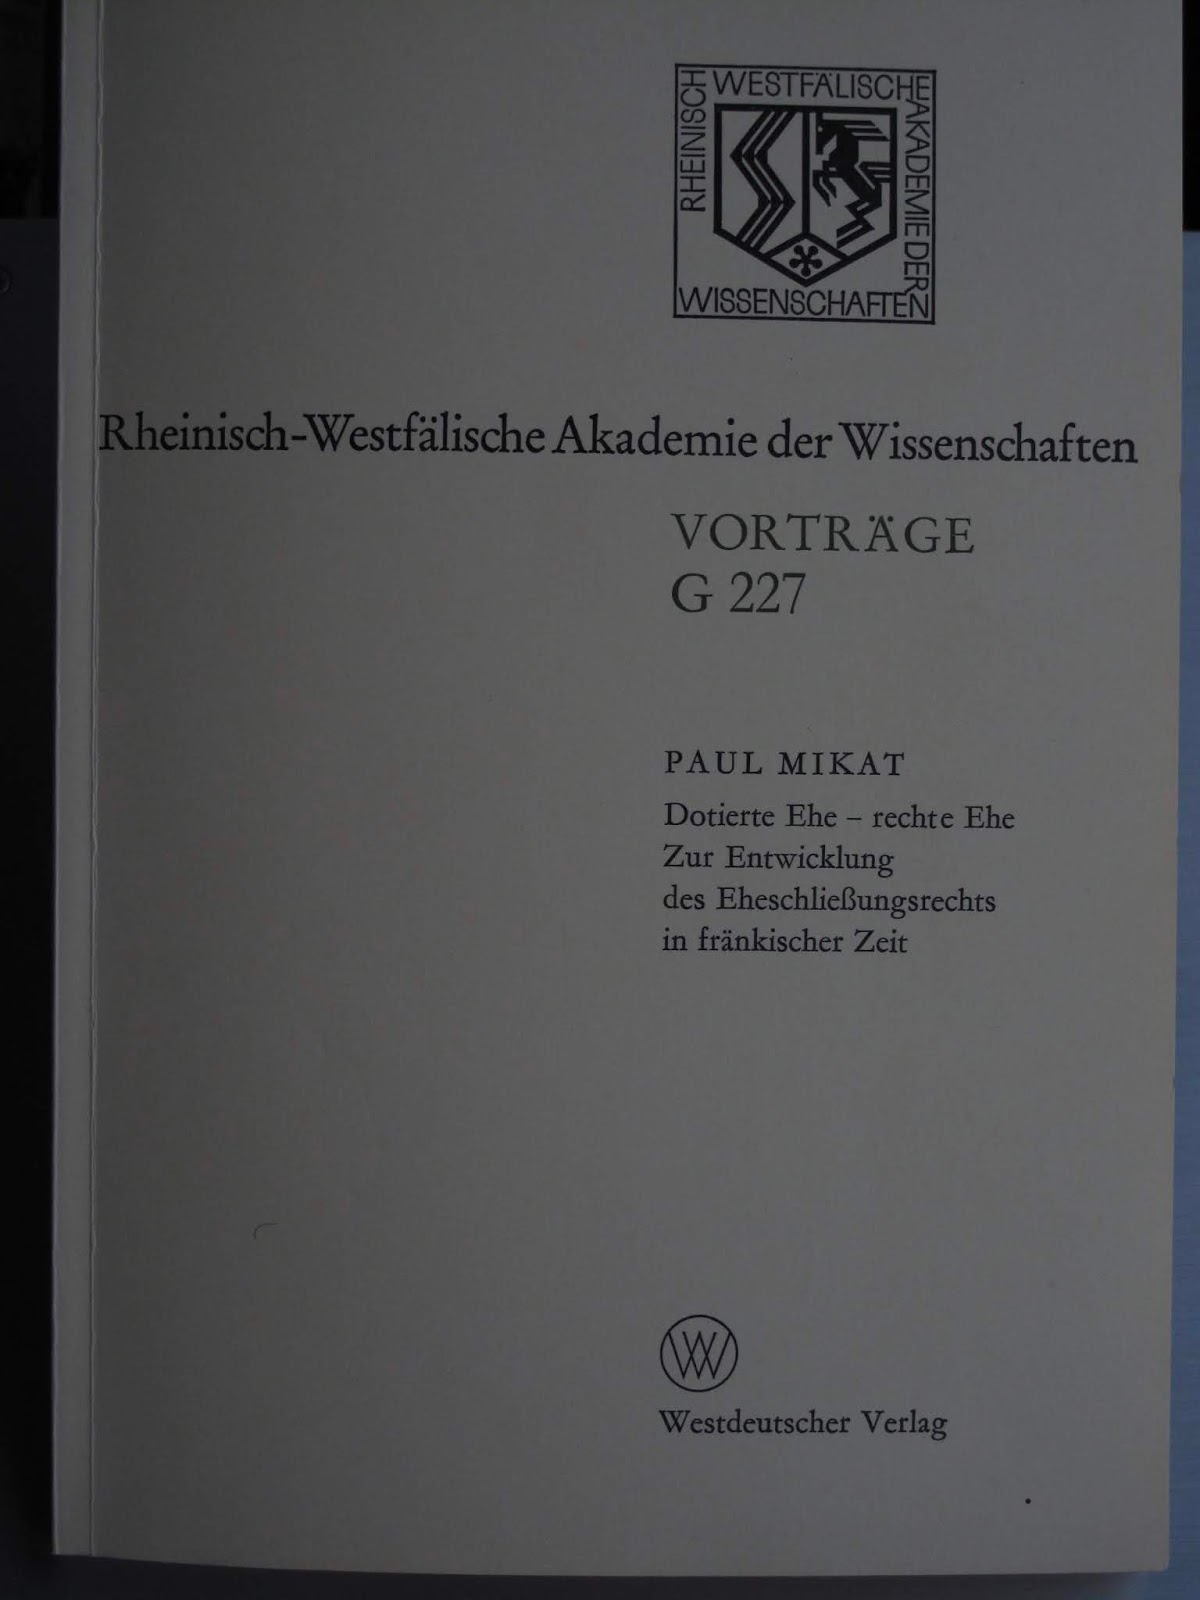 RHEINISCH
WESTFÄLISCHE
AKADEMIE DER
WISSENSCHAFTEN
Rheinisch-Westfälische Akademie der Wissenschaften
VORTRÄGE
G 227
PAUL MIKAT
Dotierte Ehe – rechte Ehe
Zur Entwicklung
des Eheschließungsrechts
in fränkischer Zeit
Westdeutscher Verlag